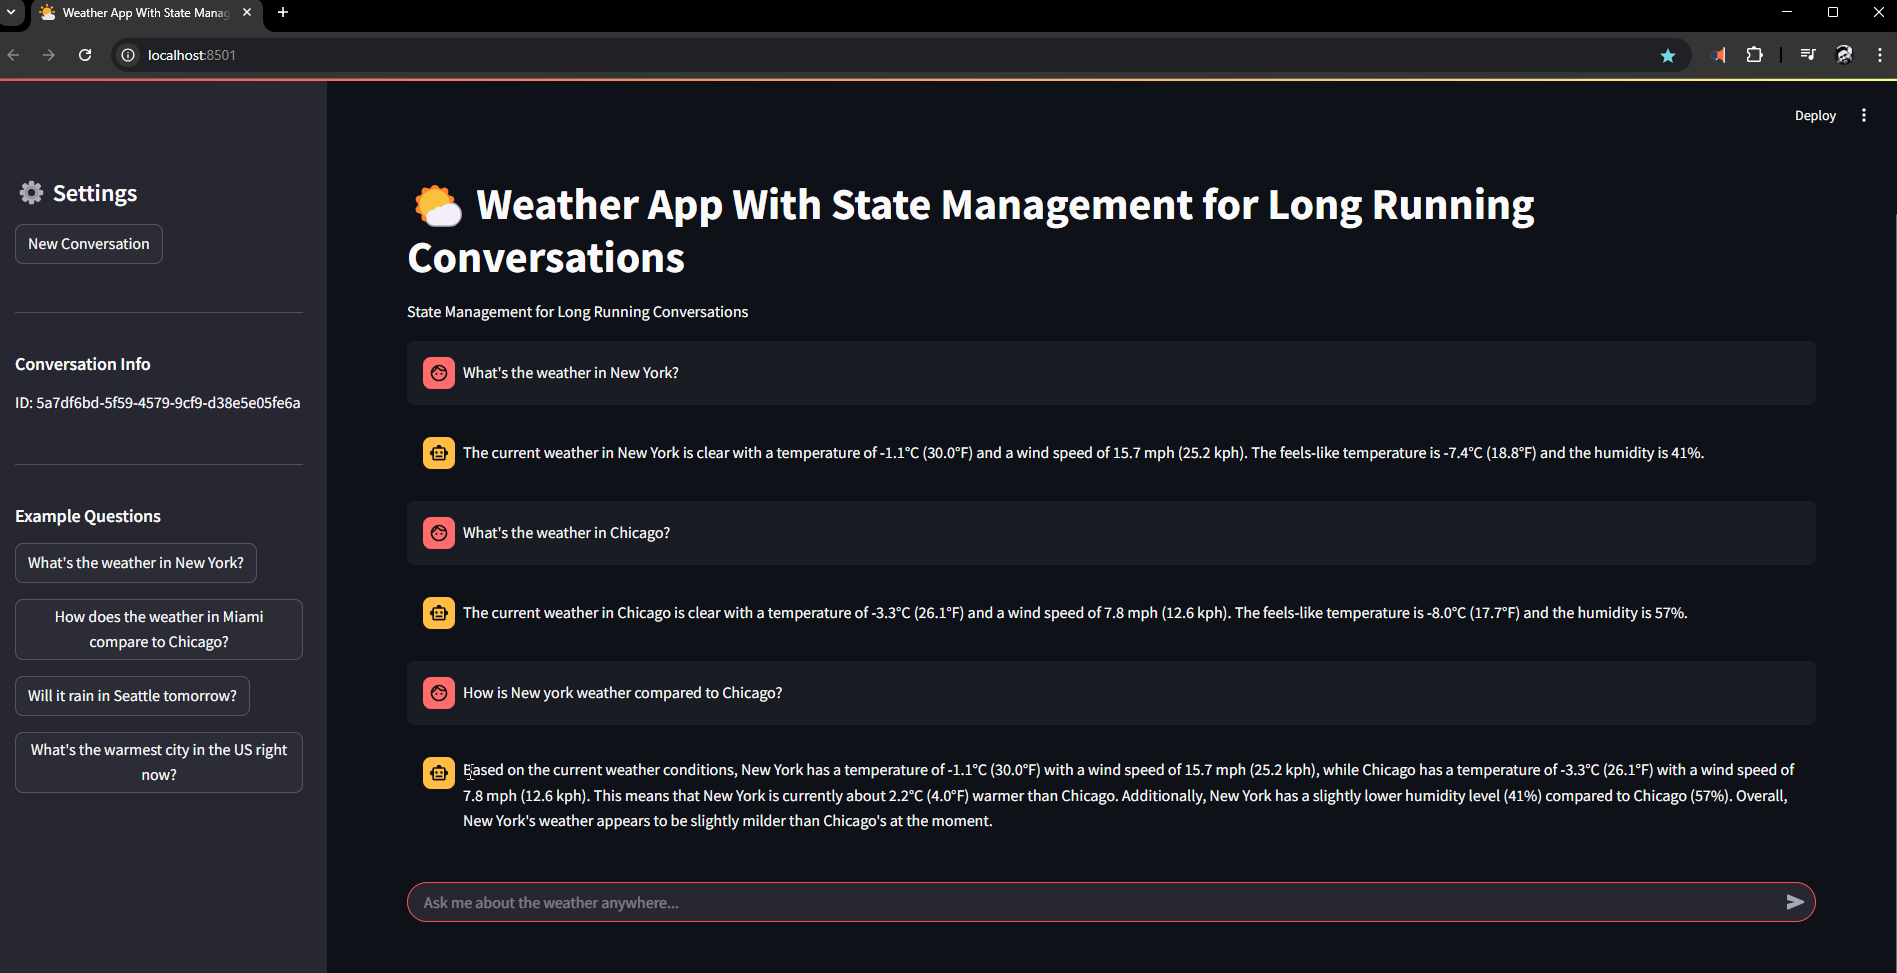 Weather App With State Manag
localhost:8501
Deploy
Settings
New Conversation
Conversation Info
ID: 5a7df6bd-5f59-4579-9cf9-d38e5e05fe6a
Example Questions
What's the weather in New York?
How does the weather in Miami
compare to Chicago?
Will it rain in Seattle tomorrow?
What's the warmest city in the US right
now?
Weather App With State Management for Long Running
Conversations
State Management for Long Running Conversations
What's the weather in New York?
The current weather in New York is clear with a temperature of -1.1°C (30.0°F) and a wind speed of 15.7 mph (25.2 kph). The feels-like temperature is -7.4°C (18.8°F) and the humidity is 41%.
What's the weather in Chicago?
The current weather in Chicago is clear with a temperature of -3.3°C (26.1°F) and a wind speed of 7.8 mph (12.6 kph). The feels-like temperature is -8.0°C (17.7°F) and the humidity is 57%.
How is New york weather compared to Chicago?
Based on the current weather conditions, New York has a temperature of -1.1°C (30.0°F) with a wind speed of 15.7 mph (25.2 kph), while Chicago has a temperature of -3.3°C (26.1°F) with a wind speed of
7.8 mph (12.6 kph). This means that New York is currently about 2.2°C (4.0°F) warmer than Chicago. Additionally, New York has a slightly lower humidity level (41%) compared to Chicago (57%). Overall,
New York's weather appears to be slightly milder than Chicago's at the moment.
Ask me about the weather anywhere...